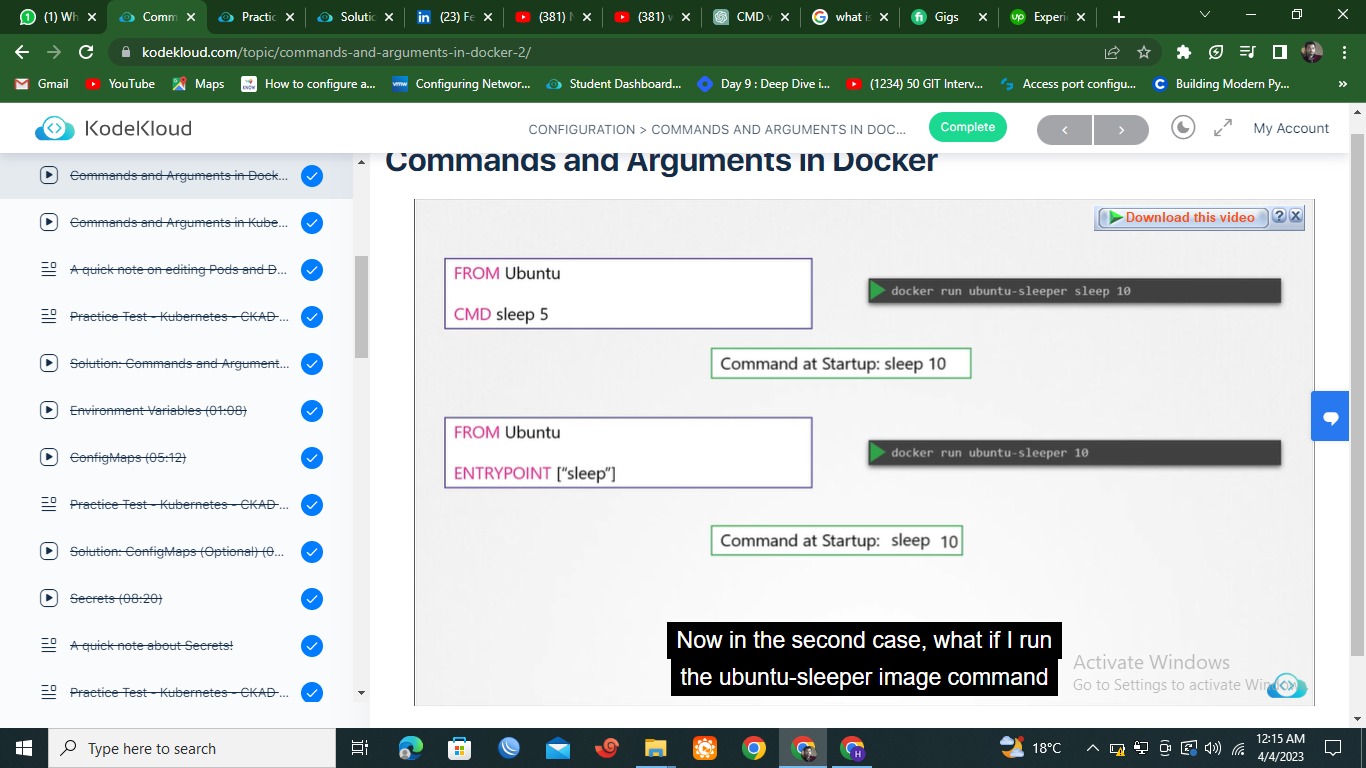 (1) Wh
Comm
Practic
Solutio
(23) Fe
(381)
(381)
CMD v
what is
Gigs
Experi
kodekloud.com/topic/commands-and-arguments-in-docker-2/
Gmail
YouTube
Maps
How to configure a...
Configuring Networ...
Student Dashboard...
Day 9 : Deep Dive i...
(1234) 50 GIT Interv...
Access port configu...
Building Modern Py...
»
KodeKloud
CONFIGURATION > COMMANDS AND ARGUMENTS IN DOC...
Complete
My Account
Commands and Arguments in Dock...
Commands and Arguments in Kube...
A quick note on editing Pods and D...
Practice Test - Kubernetes - CKAD ...
Solution: Commands and Argument...
Environment Variables (01:08)
ConfigMaps (05:12)
Practice Test - Kubernetes - CKAD ...
Solution: ConfigMaps (Optional) (0...
Secrets (08:20)
A quick note about Secrets!
Practice Test - Kubernetes - CKAD ...
Commands and Arguments in Docker
Download this video
FROM Ubuntu
CMD sleep 5
docker run ubuntu-sleeper sleep 10
Command at Startup: sleep 10
FROM Ubuntu
ENTRYPOINT ["sleep"]
docker run ubuntu-sleeper 10
Command at Startup: sleep 10
Now in the second case, what if I run
the ubuntu-sleeper image command
Activate Windows
Go to Settings to activate Windows.
Type here to search
18°C
12:15 AM
4/4/2023